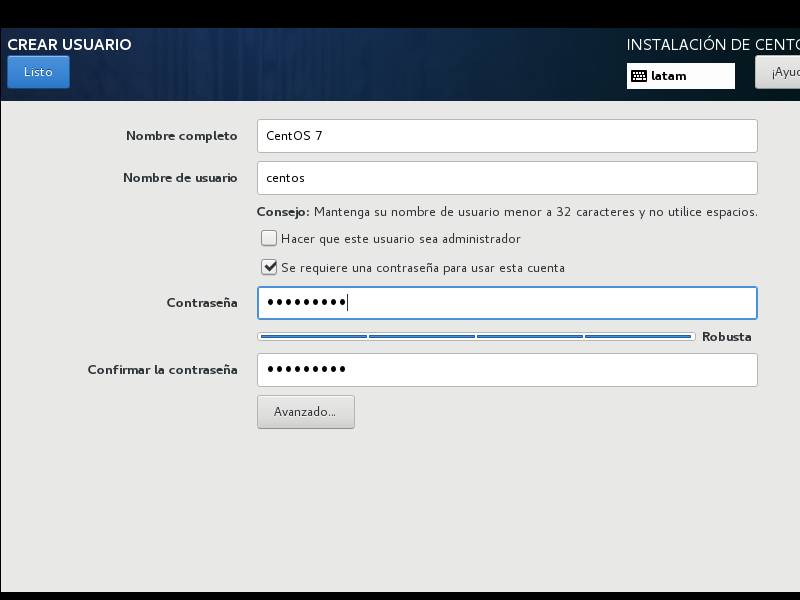 CREAR USUARIO
INSTALACIÓN DE CENTO
Listo
latam
¡Ayuc
Nombre completo
CentOS 7
Nombre de usuario
centos
Consejo: Mantenga su nombre de usuario menor a 32 caracteres y no utilice espacios.
Hacer que este usuario sea administrador
Se requiere una contraseña para usar esta cuenta
Contraseña
•••••••••
Robusta
Confirmar la contraseña
•••••••••
Avanzado...